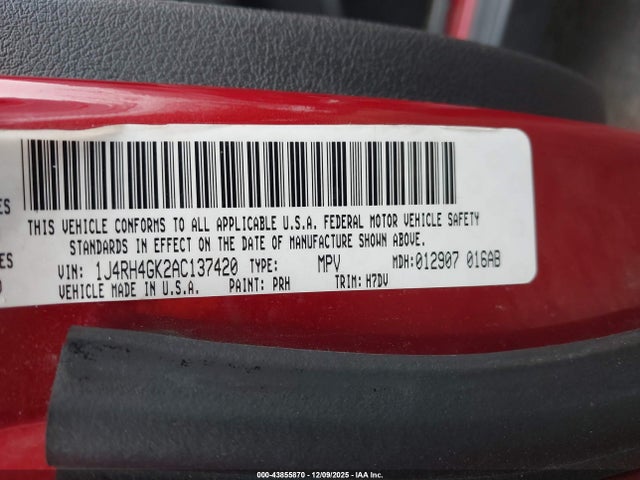 ES
THIS VEHICLE CONFORMS TO ALL APPLICABLE U.S.A. FEDERAL MOTOR VEHICLE SAFETY
STANDARDS IN EFFECT ON THE DATE OF MANUFACTURE SHOWN ABOVE.
ES
VIN: 1J4RH4GK2AC137420 TYPE: MPV MDH:012907 016AB
VEHICLE MADE IN U.S.A. PAINT: PRH TRIM: H7DV
000-43855870 12/09/2025 IAA Inc.